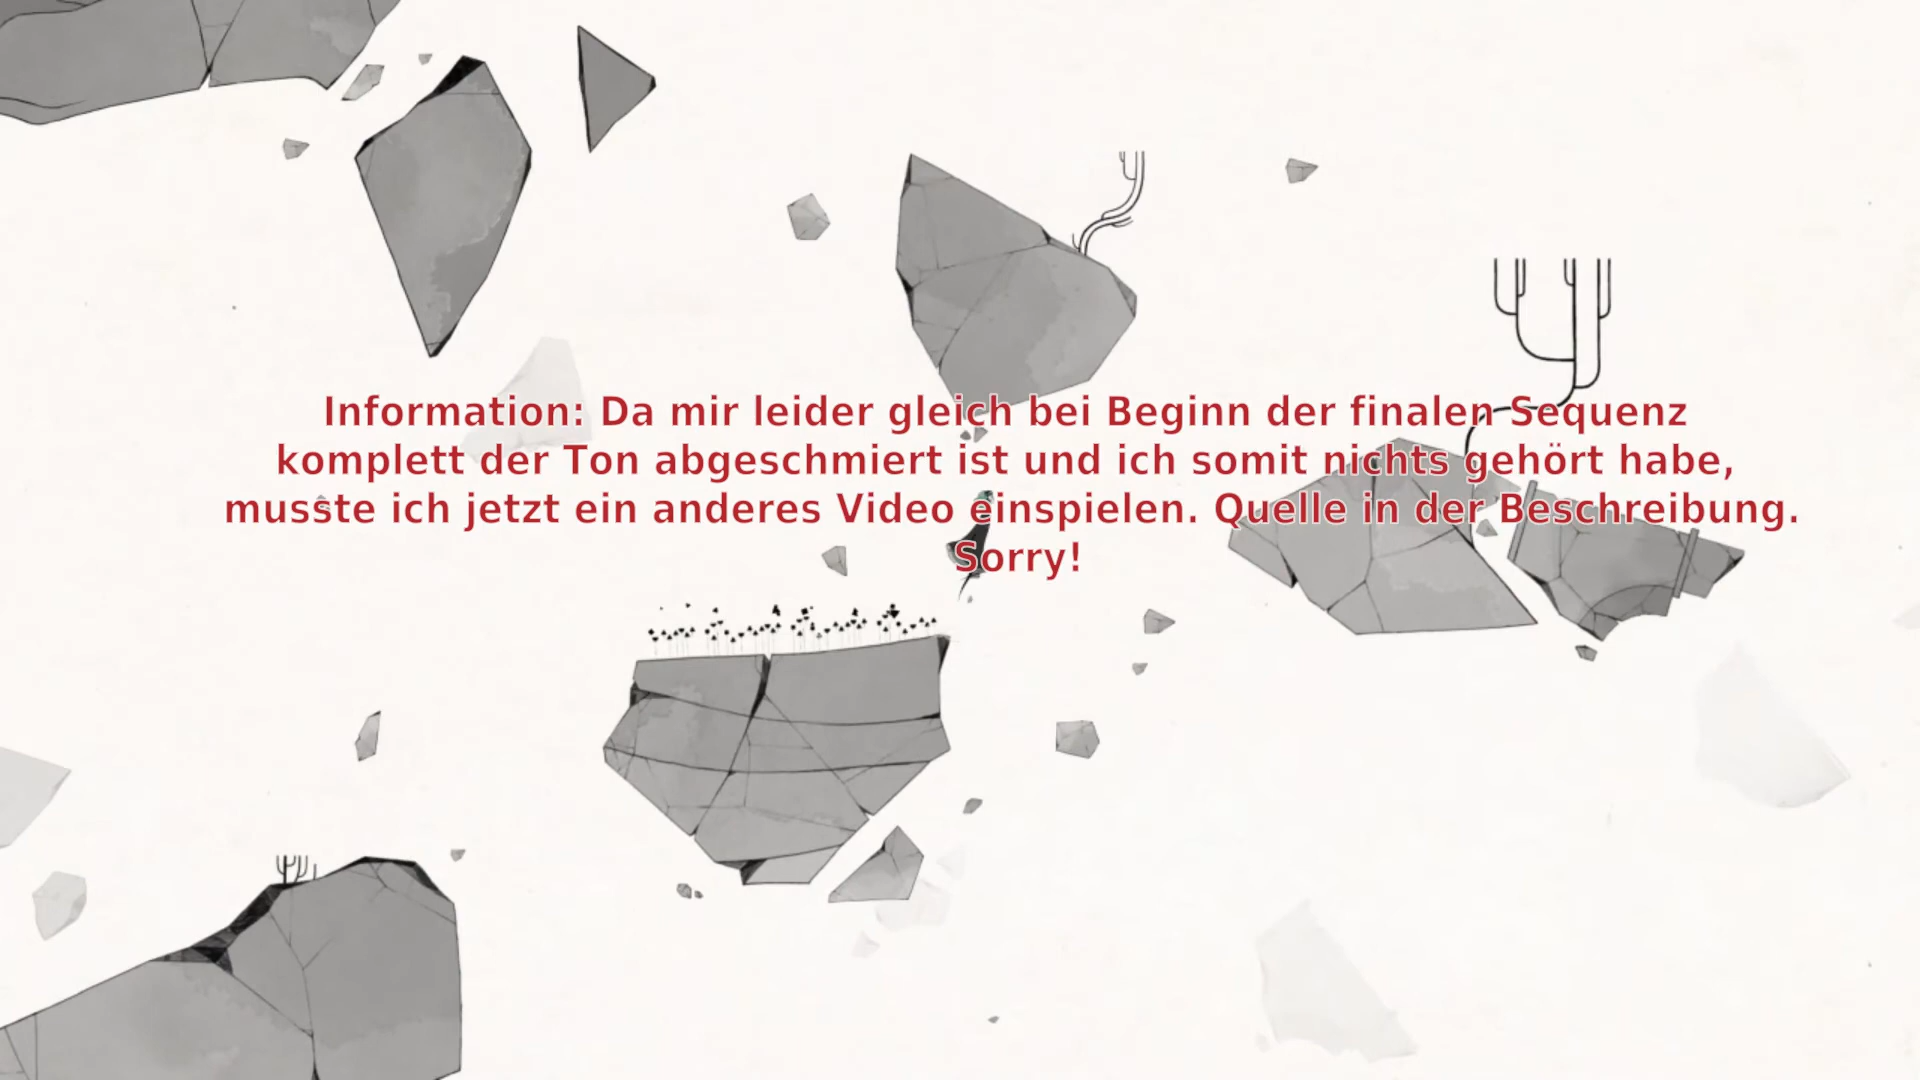 Information: Da mir leider gleich bei Beginn der finalen Sequenz
komplett der Ton abgeschmiert ist und ich somit nichts gehört habe,
musste ich jetzt ein anderes Video einspielen. Quelle in der Beschreibung.
Sorry!